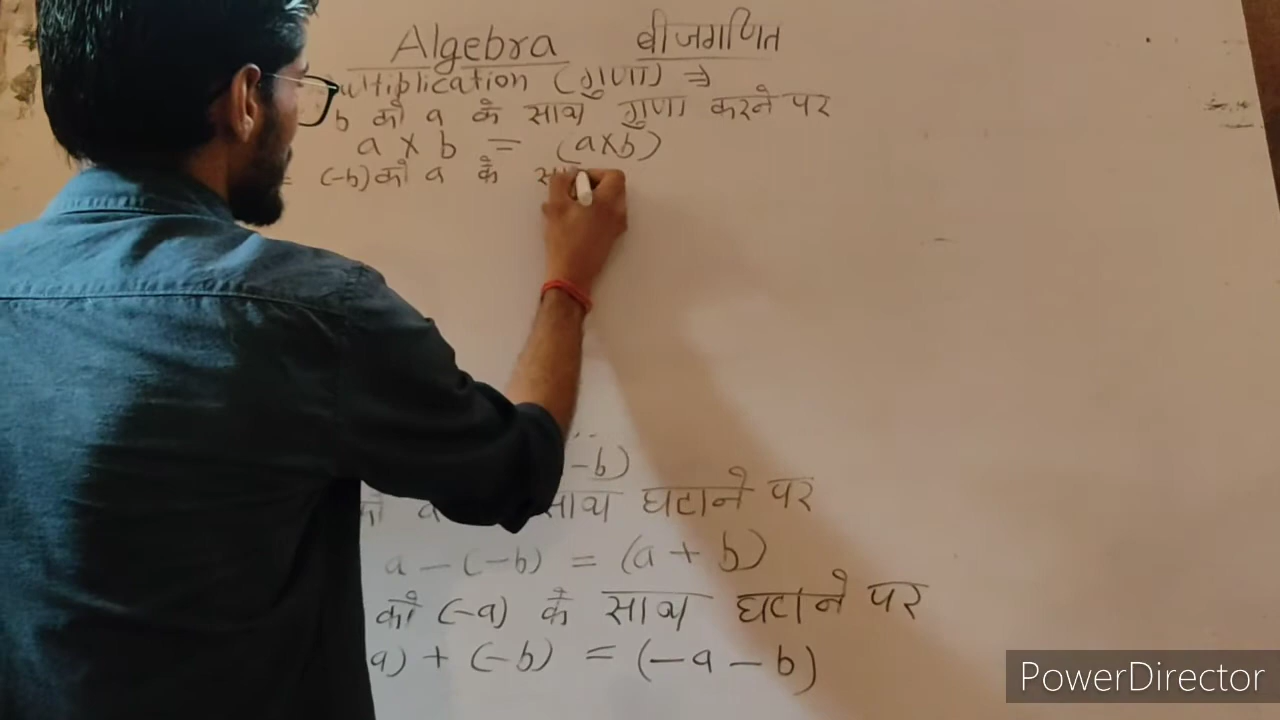 Algebra बीजगणित
ultiplication (गुणा) ⇒
b को a के साथ गुणा करने पर
a × b = (a×b)
= (-b) को a के सा
-b)
को a साथ घटाने पर
a - (-b) = (a + b)
को (-a) के साथ घटाने पर
a) + (-b) = (-a - b)
PowerDirector